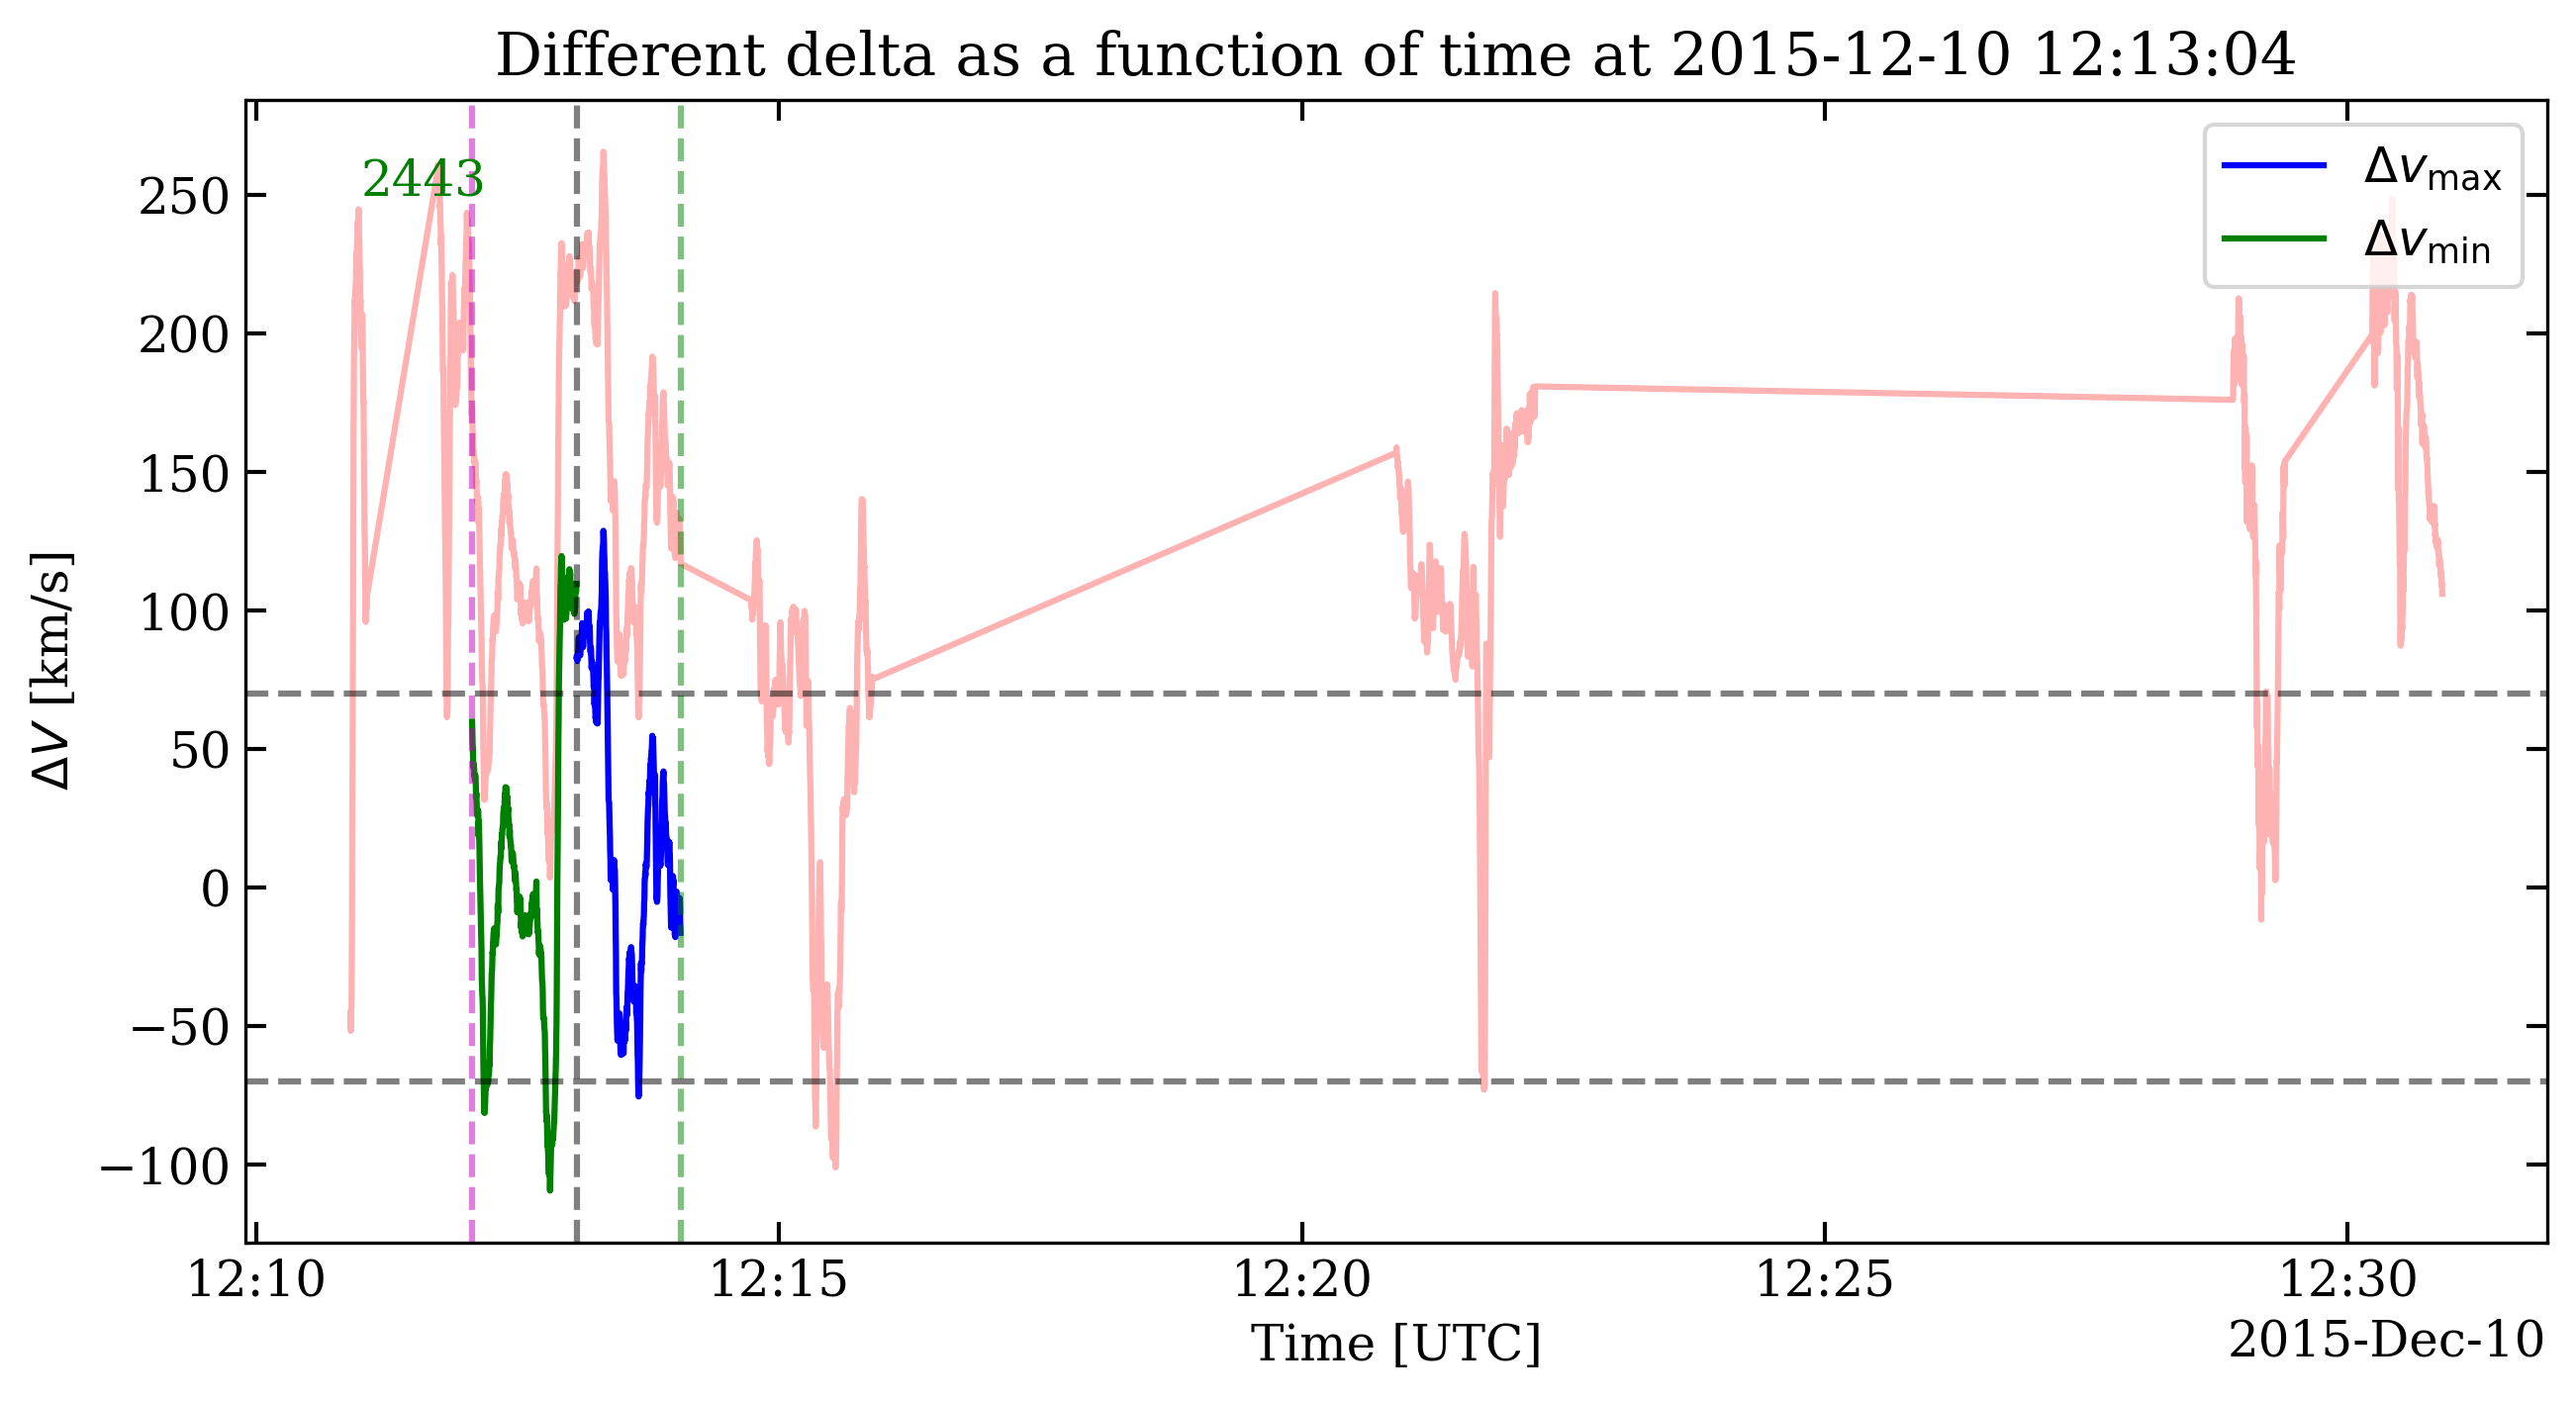 Different delta as a function of time at 2015-12-10 12:13:04
2443
Δv_max
Δv_min
250
200
150
100
50
0
−50
−100
ΔV [km/s]
12:10 12:15 12:20 12:25 12:30
Time [UTC]
2015-Dec-10